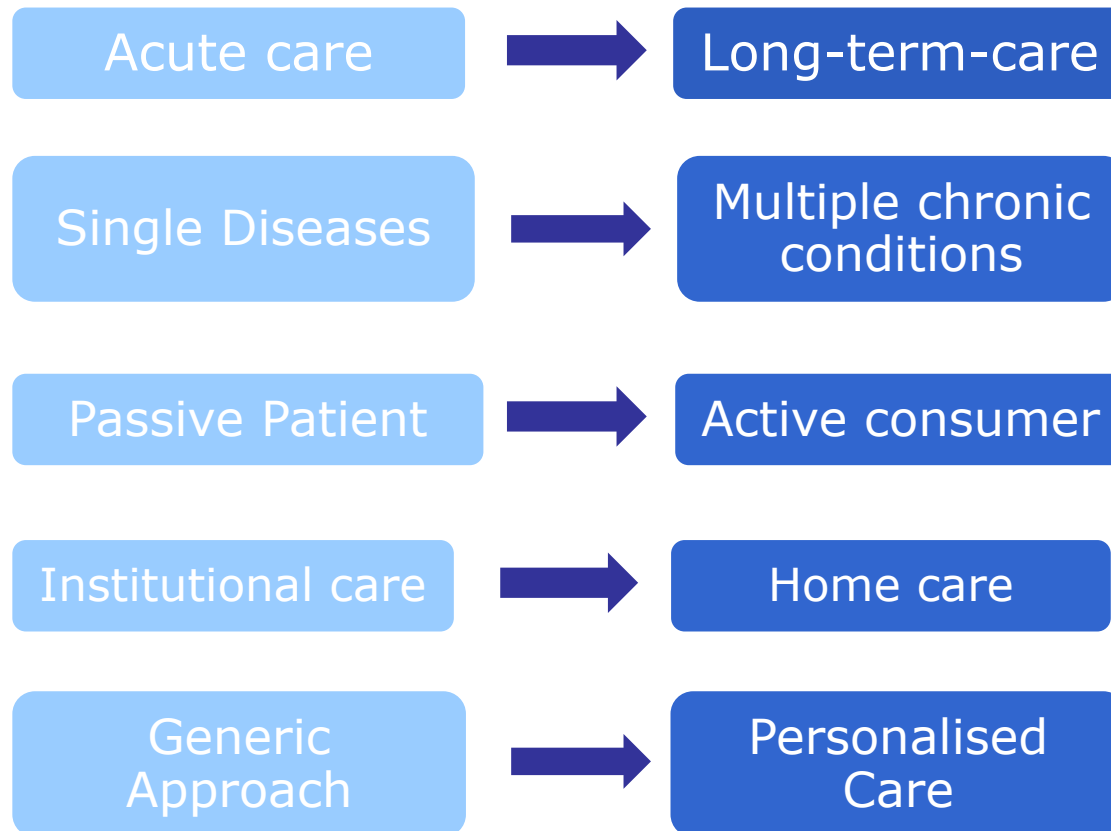 Acute care
Long-term-care
Single Diseases
Multiple chronic
conditions
Passive Patient
Active consumer
Institutional care
Home care
Generic
Approach
Personalised
Care